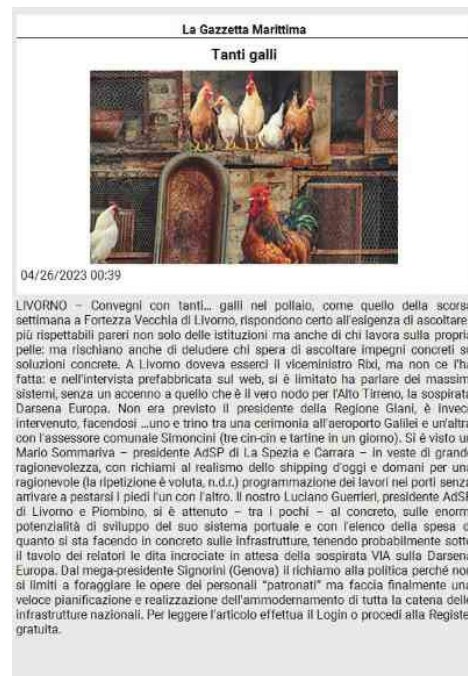 La Gazzetta Marittima
Tanti galli
04/26/2023 00:39
LIVORNO – Convegni con tanti... galli nel pollaio, come quello della scorsa
settimana a Fortezza Vecchia di Livorno, rispondono certo all'esigenza di ascoltare i
più rispettabili pareri non solo delle istituzioni ma anche di chi lavora sulla propria
pelle: ma rischiano anche di deludere chi spera di ascoltare impegni concreti su
soluzioni concrete. A Livorno doveva esserci il viceministro Rixi, ma non ce l'ha
fatta: e nell'intervista prefabbricata sul web, si è limitato ha parlare dei massimi
sistemi, senza un accenno a quello che è il vero nodo per l'Alto Tirreno, la sospirata
Darsena Europa. Non era previsto il presidente della Regione Giani, è invece
intervenuto, facendosi ...uno e trino tra una cerimonia all'aeroporto Galilei e un'altra
con l'assessore comunale Simoncini (tre cin-cin e tartine in un giorno). Si è visto un
Mario Sommariva – presidente AdSP di La Spezia e Carrara – in veste di grande
ragionevolezza, con richiami al realismo dello shipping d'oggi e domani per una
ragionevole (la ripetizione è voluta, n.d.r.) programmazione dei lavori nei porti senza
arrivare a pestarsi i piedi l'un con l'altro. Il nostro Luciano Guerrieri, presidente AdSP
di Livorno e Piombino, si è attenuto – tra i pochi – al concreto, sulle enormi
potenzialità di sviluppo del suo sistema portuale e con l'elenco della spesa di
quanto si sta facendo in concreto sulle infrastrutture, tenendo probabilmente sotto
il tavolo dei relatori le dita incrociate in attesa della sospirata VIA sulla Darsena
Europa. Dal mega-presidente Signorini (Genova) il richiamo alla politica perché non
si limiti a foraggiare le opere dei personali "patronati" ma faccia finalmente una
veloce pianificazione e realizzazione dell'ammodernamento di tutta la catena delle
infrastrutture nazionali. Per leggere l'articolo effettua il Login o procedi alla
gratuita.